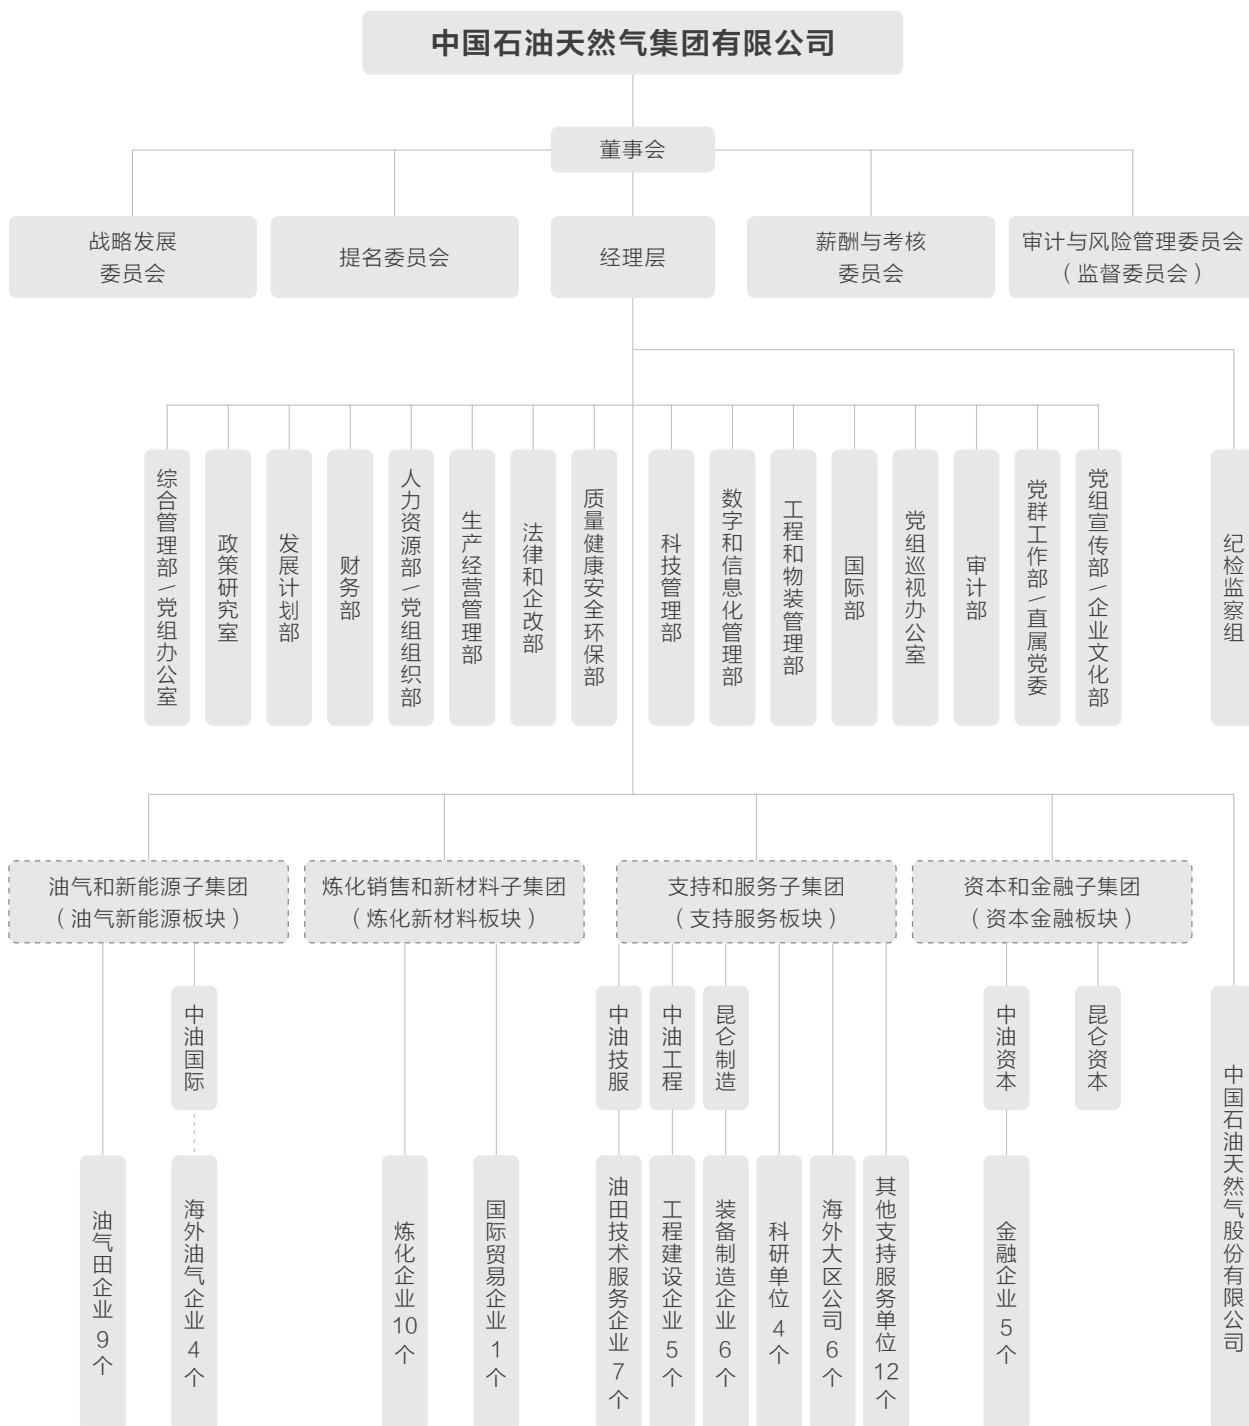 中国石油天然气集团有限公司
董事会
战略发展
委员会
提名委员会
经理层
薪酬与考核
委员会
审计与风险管理委员会
（监督委员会）
综合管理部/党组办公室
政策研究室
发展计划部
财务部
人力资源部/党组组织部
生产经营管理部
法律和企改部
质量健康安全环保部
科技管理部
数字和信息化管理部
工程和物装管理部
国际部
党组巡视办公室
审计部
党群工作部/直属党委
党组宣传部/企业文化部
纪检监察组
油气和新能源子集团
（油气新能源板块）
炼化销售和新材料子集团
（炼化新材料板块）
支持和服务子集团
（支持服务板块）
资本和金融子集团
（资本金融板块）
中油国际
中油技服
中油工程
昆仑制造
中油资本
昆仑资本
中国石油天然气股份有限公司
油气田企业9个
海外油气企业4个
炼化企业10个
国际贸易企业1个
油田技术服务企业7个
工程建设企业5个
装备制造企业6个
科研单位4个
海外大区公司6个
其他支持服务单位12个
金融企业5个